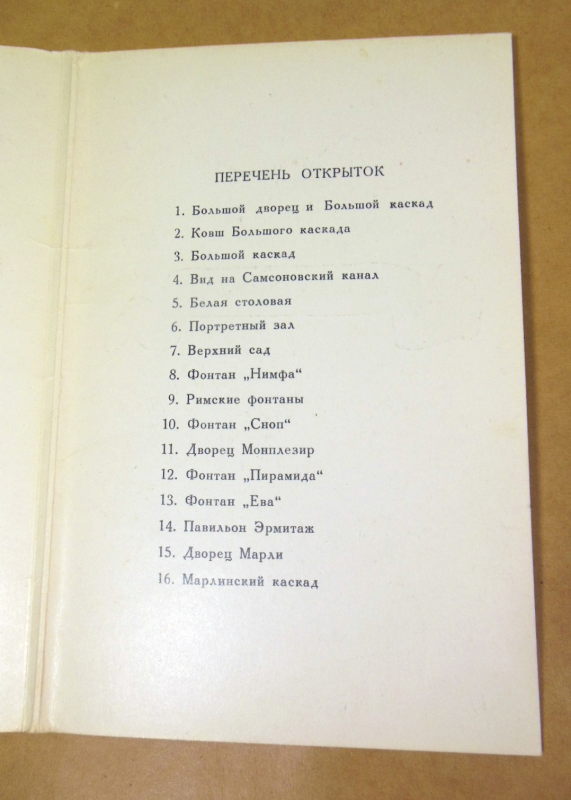 ПЕРЕЧЕНЬ ОТКРЫТОК
1. Большой дворец и Большой каскад
2. Ковш Большого каскада
3. Большой каскад
4. Вид на Самсоновский канал
5. Белая столовая
6. Портретный зал
7. Верхний сад
8. Фонтан „Нимфа“
9. Римские фонтаны
10. Фонтан „Сноп“
11. Дворец Монплезир
12. Фонтан „Пирамида“
13. Фонтан „Ева“
14. Павильон Эрмитаж
15. Дворец Марли
16. Марлинский каскад